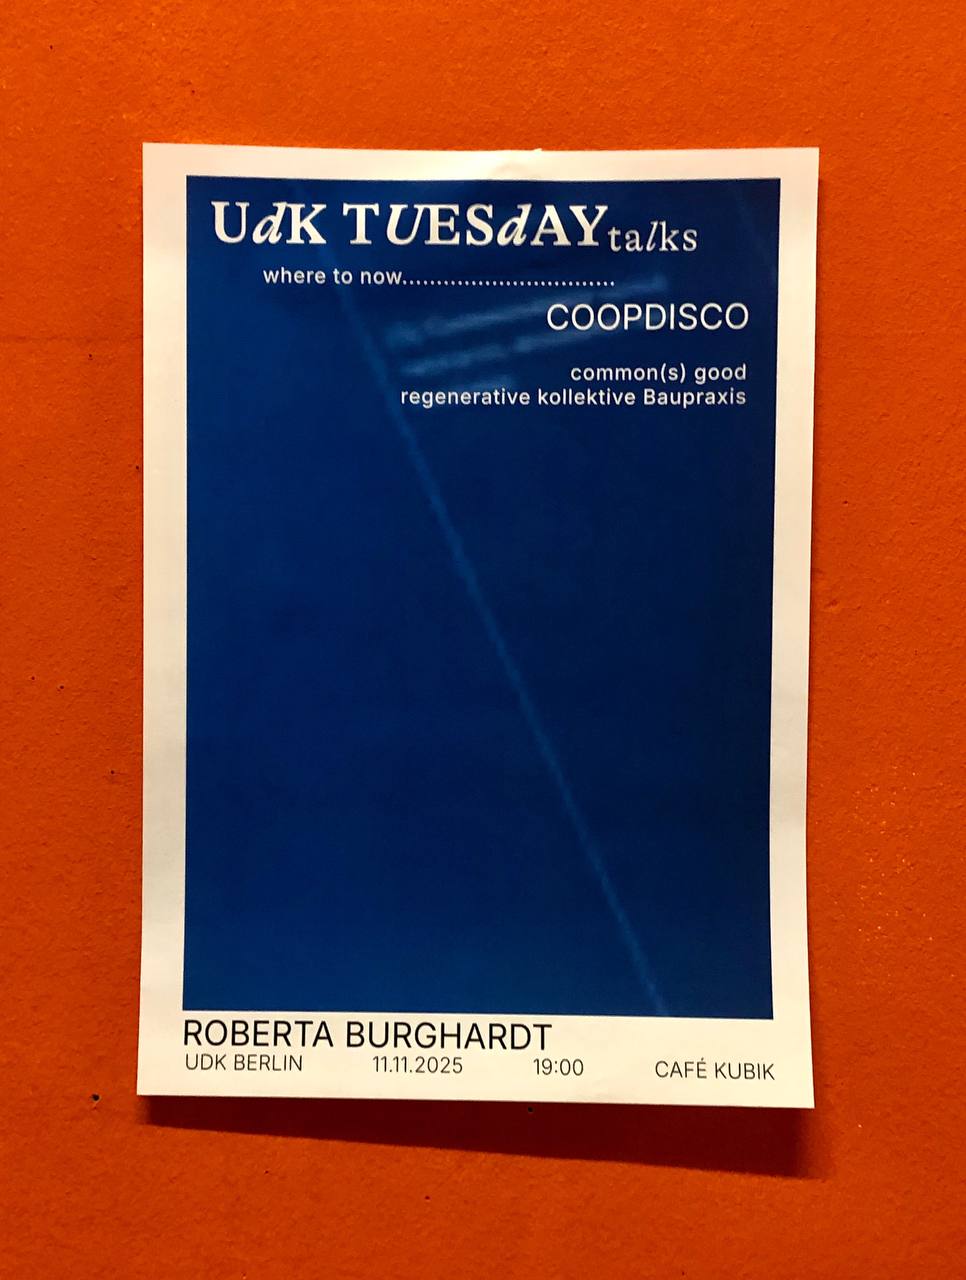 UdK TUESdAYtalks
where to now...............................
COOPDISCO
common(s) good
regenerative kollektive Baupraxis
ROBERTA BURGHARDT
UDK BERLIN 11.11.2025 19:00 CAFÉ KUBIK